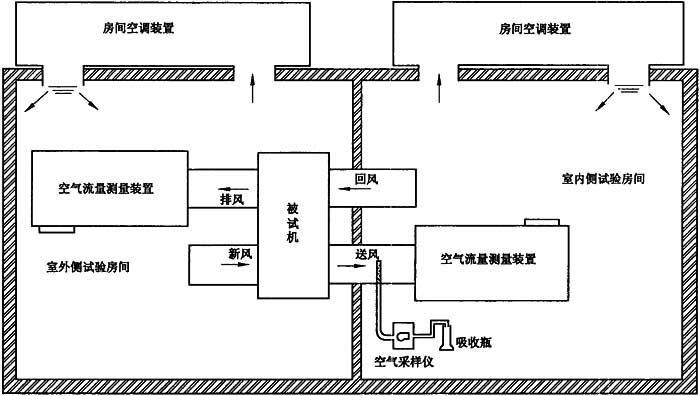 房间空调装置
房间空调装置
空气流量测量装置
排风
被试机
回风
室内侧试验房间
室外侧试验房间
新风
送风
空气流量测量装置
空气采样仪
吸收瓶